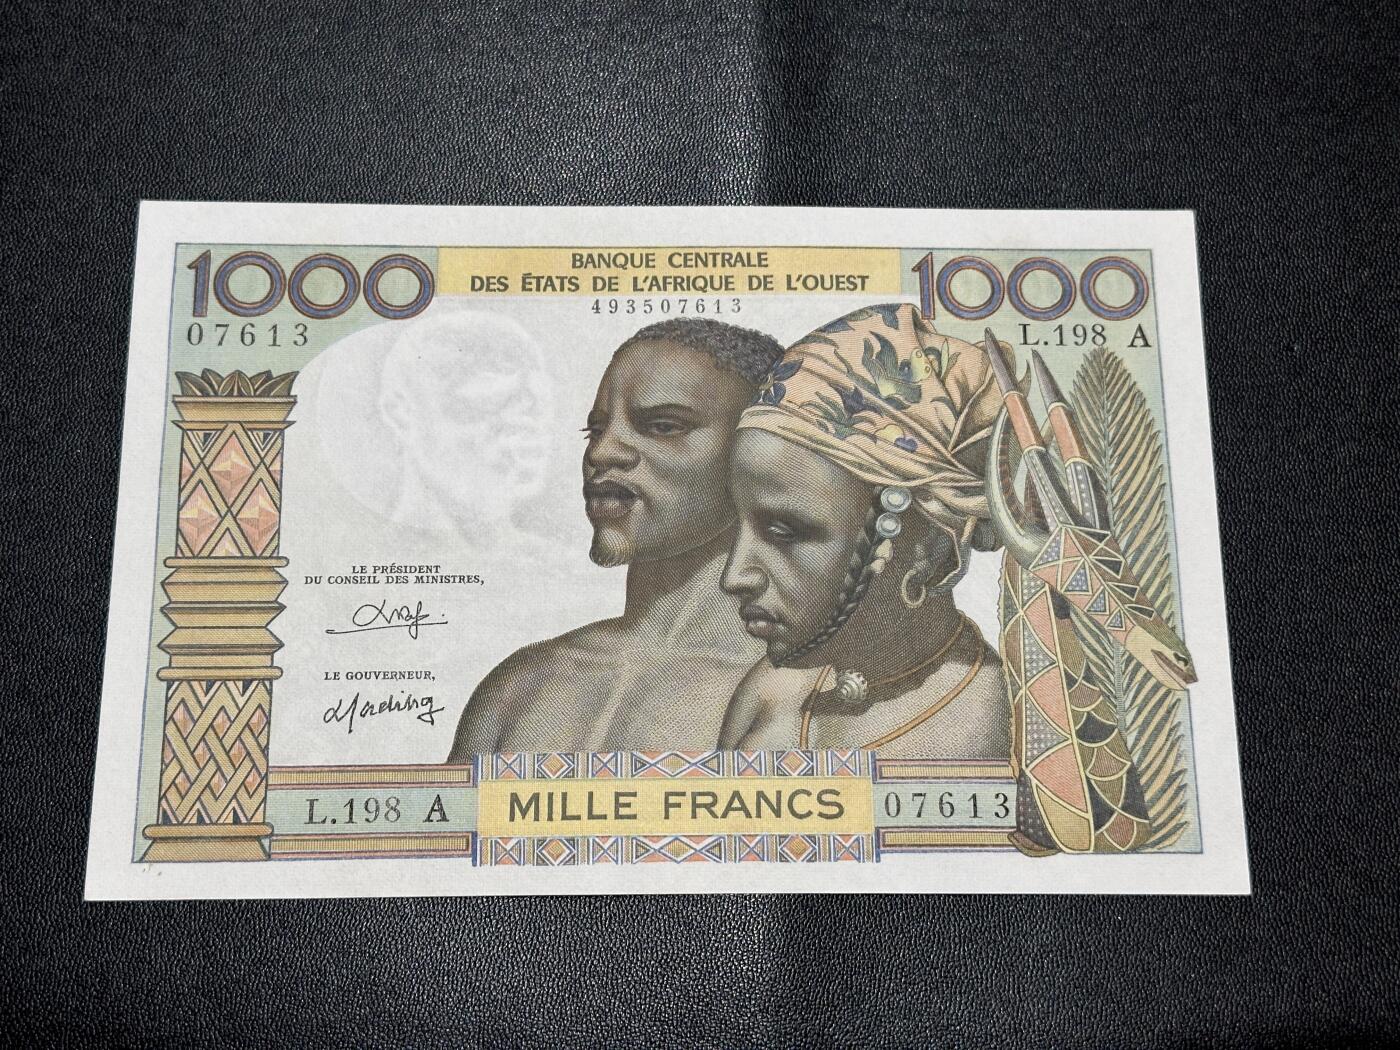 1000
BANQUE CENTRALE
DES ÉTATS DE L'AFRIQUE DE L'OUEST
1000
493507613
07613
L.198 A
LE PRÉSIDENT
DU CONSEIL DES MINISTRES,
LE GOUVERNEUR,
L.198 A
MILLE FRANCS
07613